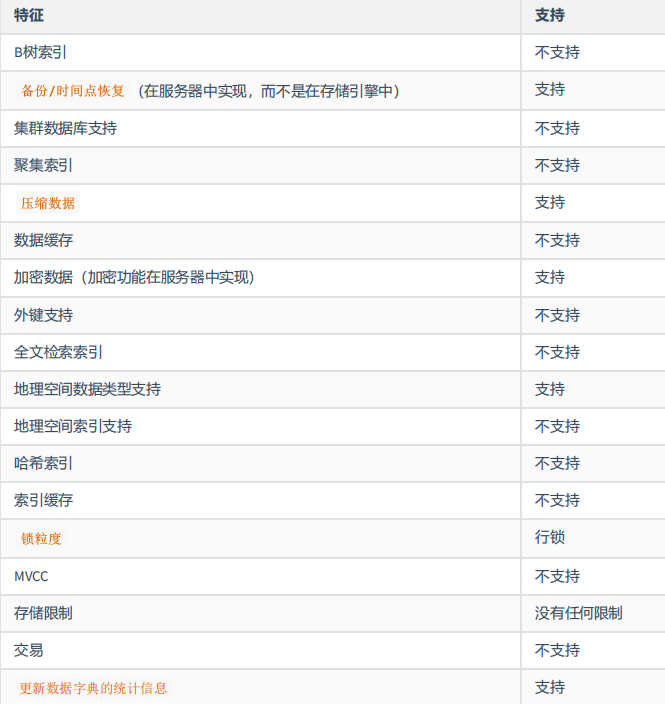 特征 支持
B树索引 不支持
备份/时间点恢复 （在服务器中实现，而不是在存储引擎中） 支持
集群数据库支持 不支持
聚集索引 不支持
压缩数据 支持
数据缓存 不支持
加密数据（加密功能在服务器中实现） 支持
外键支持 不支持
全文检索索引 不支持
地理空间数据类型支持 支持
地理空间索引支持 不支持
哈希索引 不支持
索引缓存 不支持
锁粒度 行锁
MVCC 不支持
存储限制 没有任何限制
交易 不支持
更新数据字典的统计信息 支持